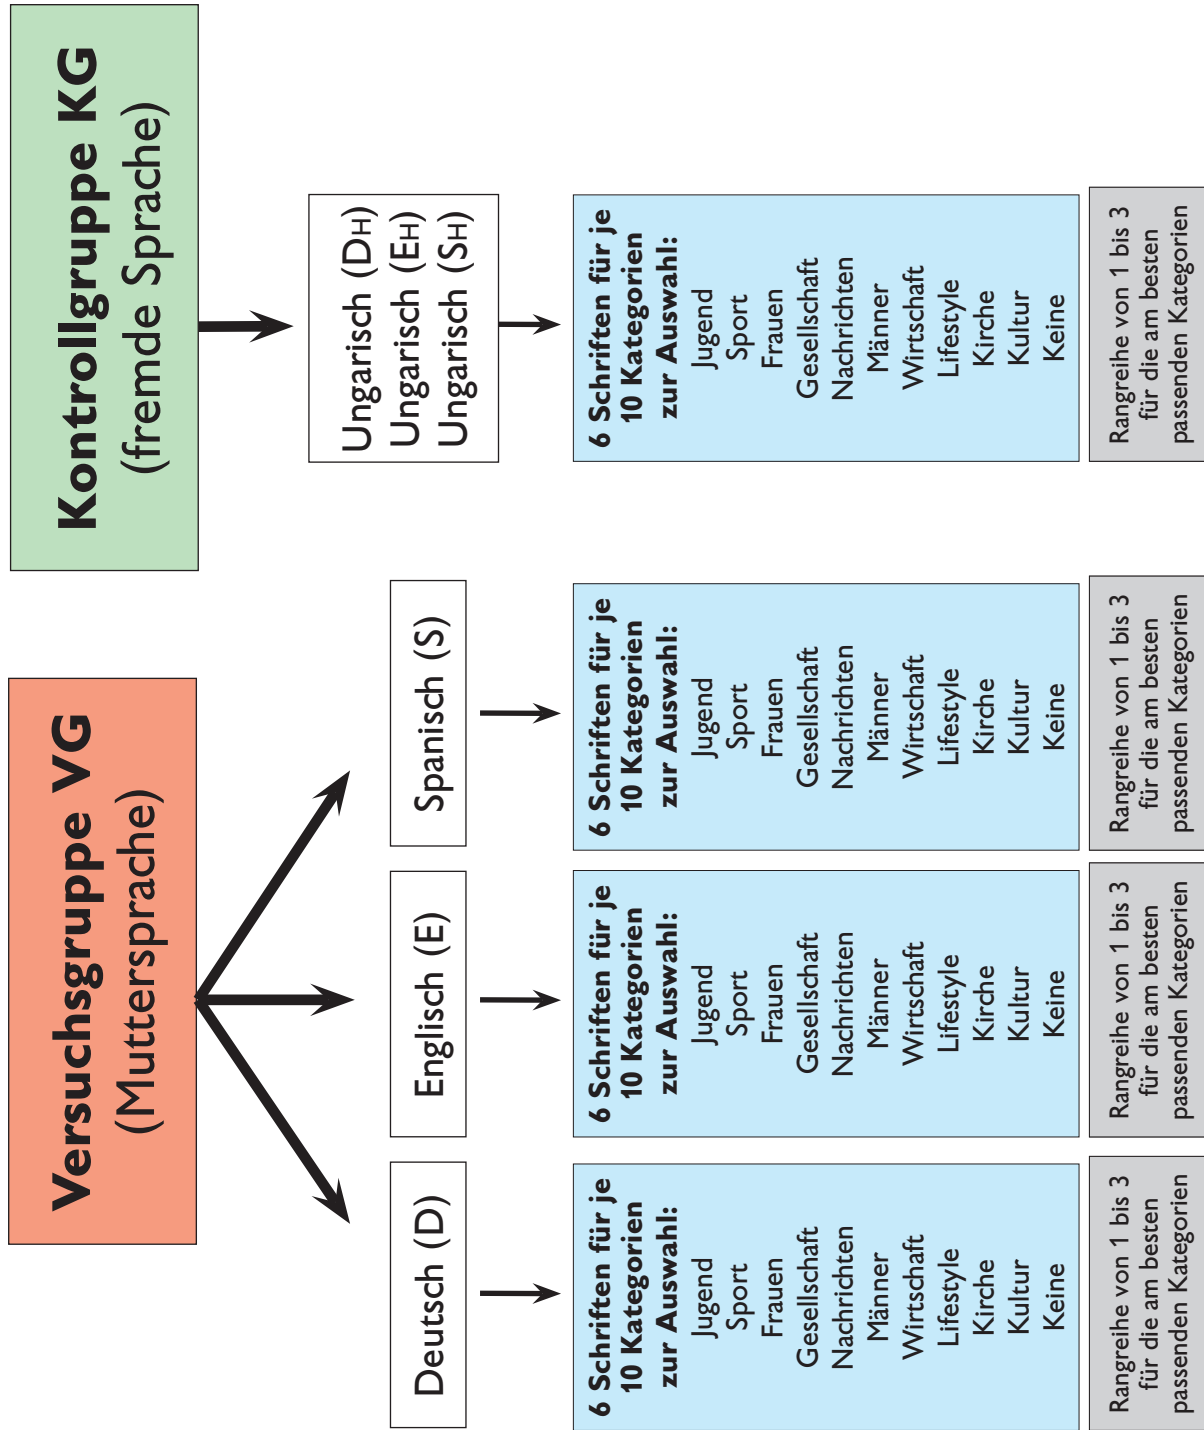 Versuchsgruppe VG
(Muttersprache)
Kontrollgruppe KG
(fremde Sprache)
Deutsch (D)
Englisch (E)
Spanisch (S)
Ungarisch (DH)
Ungarisch (EH)
Ungarisch (SH)
6 Schriften für je
10 Kategorien
zur Auswahl:
Jugend
Sport
Frauen
Gesellschaft
Nachrichten
Männer
Wirtschaft
Lifestyle
Kirche
Kultur
Keine
6 Schriften für je
10 Kategorien
zur Auswahl:
Jugend
Sport
Frauen
Gesellschaft
Nachrichten
Männer
Wirtschaft
Lifestyle
Kirche
Kultur
Keine
6 Schriften für je
10 Kategorien
zur Auswahl:
Jugend
Sport
Frauen
Gesellschaft
Nachrichten
Männer
Wirtschaft
Lifestyle
Kirche
Kultur
Keine
6 Schriften für je
10 Kategorien
zur Auswahl:
Jugend
Sport
Frauen
Gesellschaft
Nachrichten
Männer
Wirtschaft
Lifestyle
Kirche
Kultur
Keine
Rangreihe von 1 bis 3
für die am besten
passenden Kategorien
Rangreihe von 1 bis 3
für die am besten
passenden Kategorien
Rangreihe von 1 bis 3
für die am besten
passenden Kategorien
Rangreihe von 1 bis 3
für die am besten
passenden Kategorien